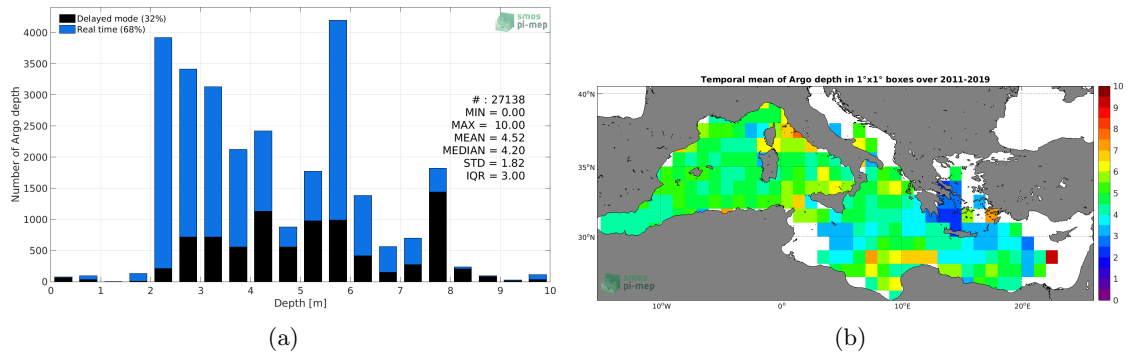 Delayed mode (32%)
Real time (68%)
smos
pi-mep
Number of Argo depth
4000
3500
3000
2500
2000
1500
1000
500
0
# : 27138
MIN = 0.00
MAX = 10.00
MEAN = 4.52
MEDIAN = 4.20
STD = 1.82
IQR = 3.00
0 1 2 3 4 5 6 7 8 9 10
Depth [m]
(a)
Temporal mean of Argo depth in 1°x1° boxes over 2011-2019
40°N
35°N
30°N
10°W 0° 10°E 20°E
smos
pi-mep
10
9
8
7
6
5
4
3
2
1
0
(b)